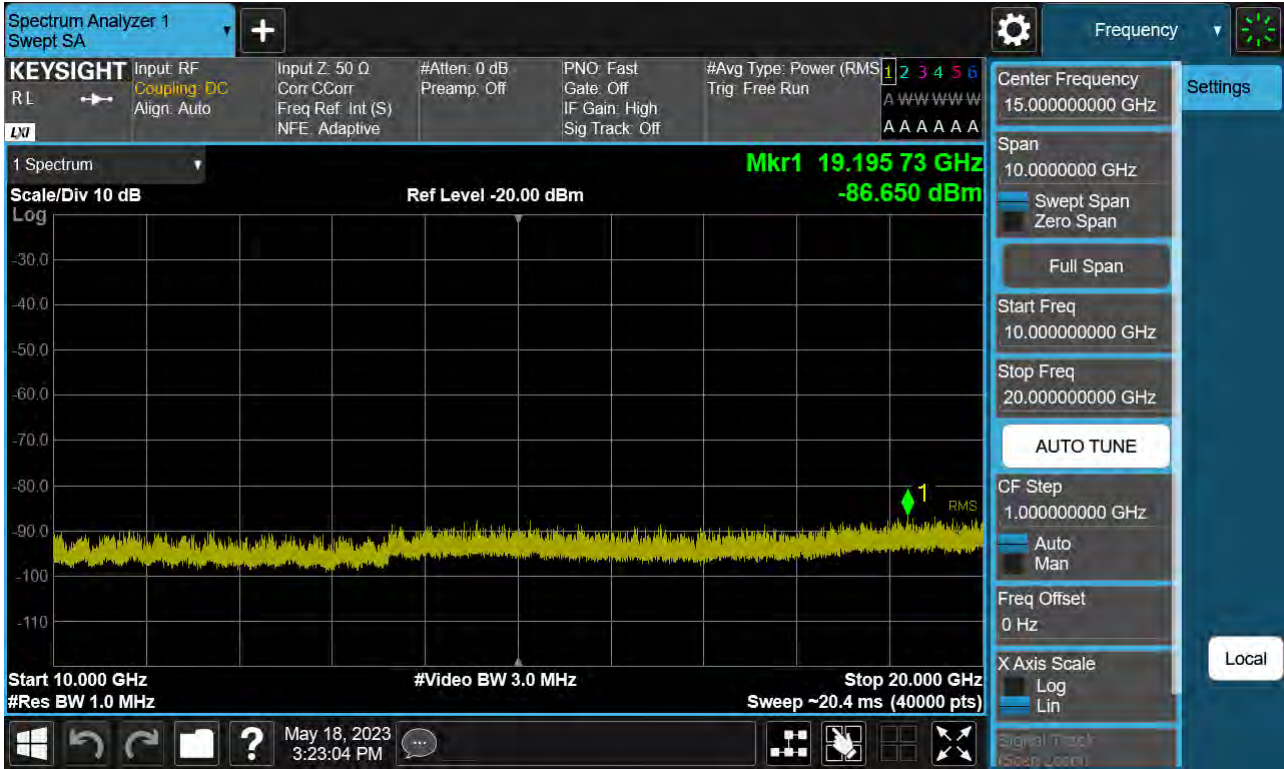 Spectrum Analyzer 1
Swept SA
+
Frequency
KEYSIGHT
RL
LXI
Input: RF
Coupling: DC
Align: Auto
Input Z: 50 Ω
Corr CCorr
Freq Ref: Int (S)
NFE: Adaptive
#Atten: 0 dB
Preamp: Off
PNO: Fast
Gate: Off
IF Gain: High
Sig Track: Off
#Avg Type: Power (RMS
Trig: Free Run
1 2 3 4 5 6
A W W W W W
A A A A A A
1 Spectrum
Scale/Div 10 dB
Ref Level -20.00 dBm
Mkr1 19.195 73 GHz
-86.650 dBm
Log
-30.0
-40.0
-50.0
-60.0
-70.0
-80.0
-90.0
-100
-110
1
RMS
Start 10.000 GHz
#Video BW 3.0 MHz
Stop 20.000 GHz
#Res BW 1.0 MHz
Sweep ~20.4 ms (40000 pts)
Center Frequency
15.000000000 GHz
Settings
Span
10.0000000 GHz
Swept Span
Zero Span
Full Span
Start Freq
10.000000000 GHz
Stop Freq
20.000000000 GHz
AUTO TUNE
CF Step
1.000000000 GHz
Auto
Man
Freq Offset
0 Hz
X Axis Scale
Log
Lin
Local
Signal Track
(Span Zoom)
?
May 18, 2023
3:23:04 PM